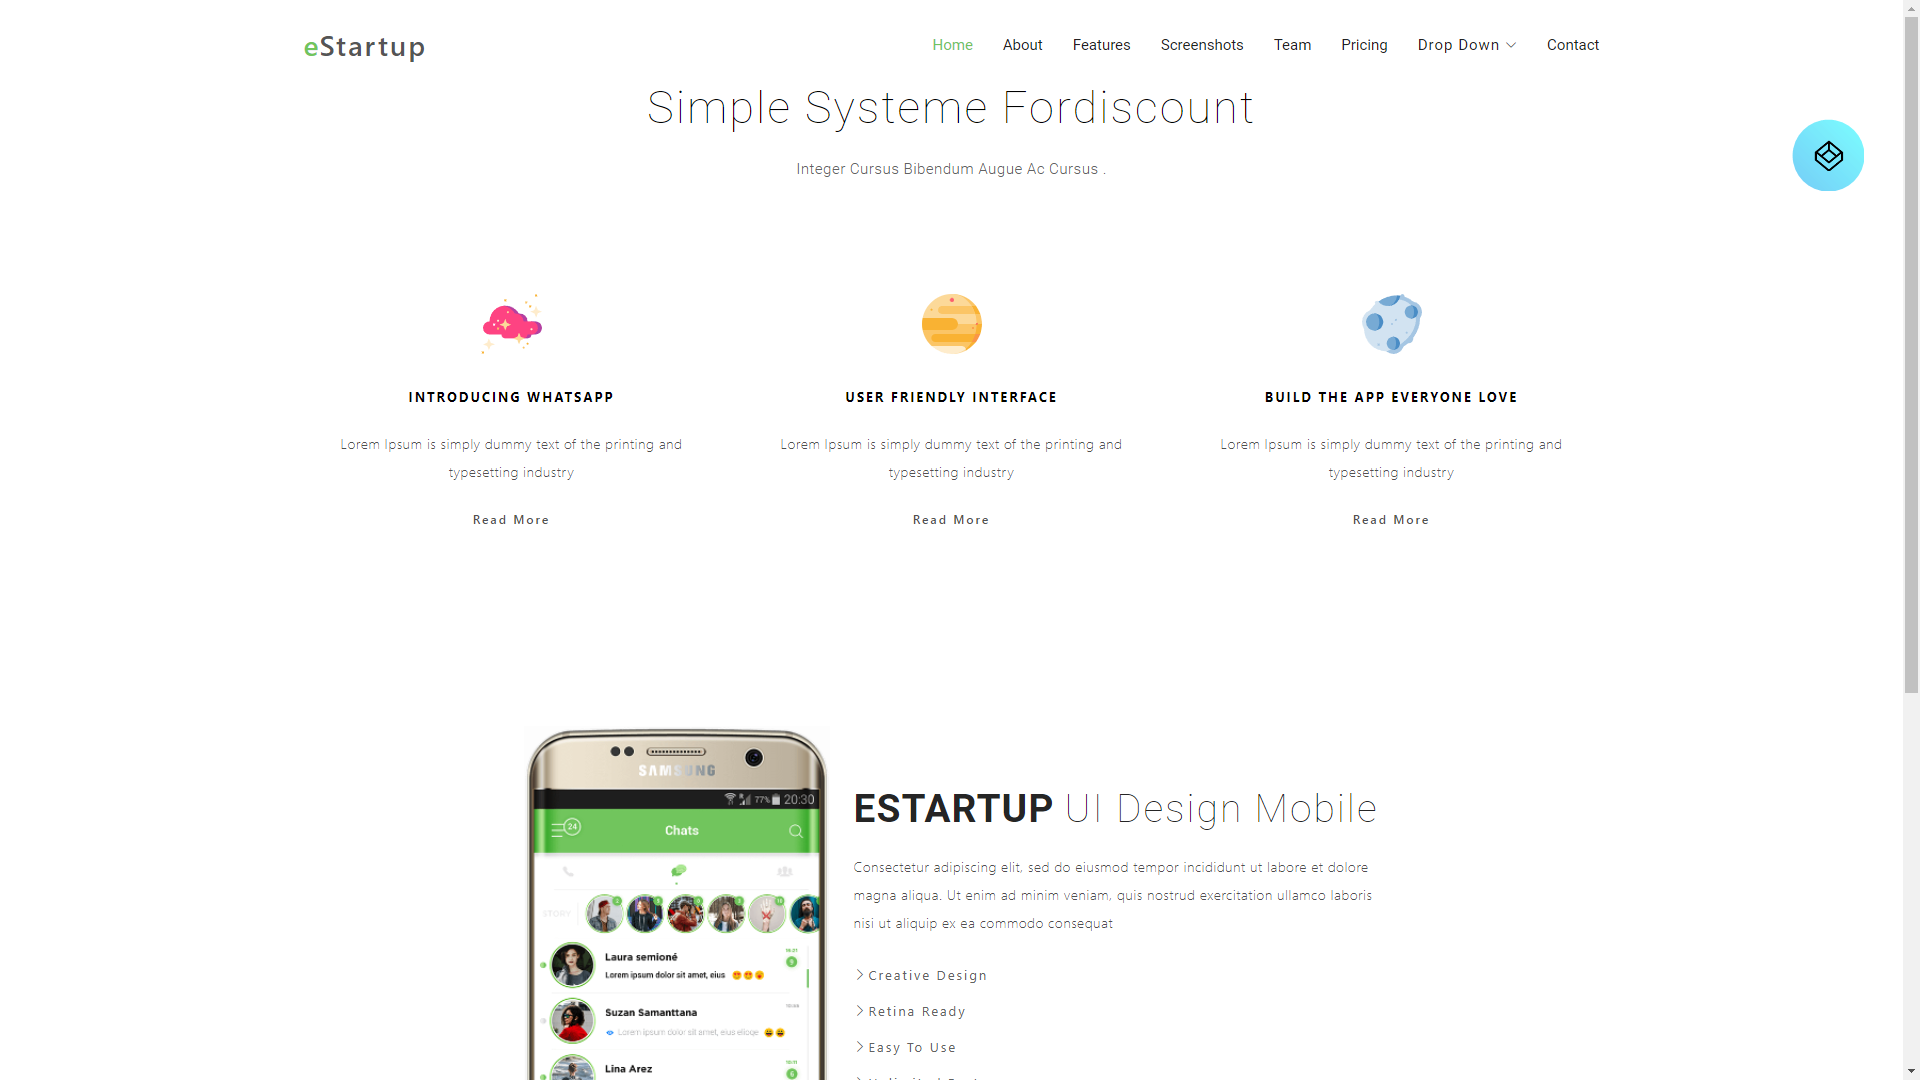 eStartup
Home About Features Screenshots Team Pricing Drop Down Contact
Simple Systeme Fordiscount
Integer Cursus Bibendum Augue Ac Cursus .
INTRODUCING WHATSAPP
Lorem Ipsum is simply dummy text of the printing and
typesetting industry
Read More
USER FRIENDLY INTERFACE
Lorem Ipsum is simply dummy text of the printing and
typesetting industry
Read More
BUILD THE APP EVERYONE LOVE
Lorem Ipsum is simply dummy text of the printing and
typesetting industry
Read More
SAMSUNG
77% 20:30
24 Chats
STORY
Laura semioné
Lorem ipsum dolor sit amet, eius
Suzan Samanttana
Lorem ipsum dolor sit amet, eius elioqe
Lina Arez
ESTARTUP UI Design Mobile
Consectetur adipiscing elit, sed do eiusmod tempor incididunt ut labore et dolore
magna aliqua. Ut enim ad minim veniam, quis nostrud exercitation ullamco laboris
nisi ut aliquip ex ea commodo consequat
Creative Design
Retina Ready
Easy To Use